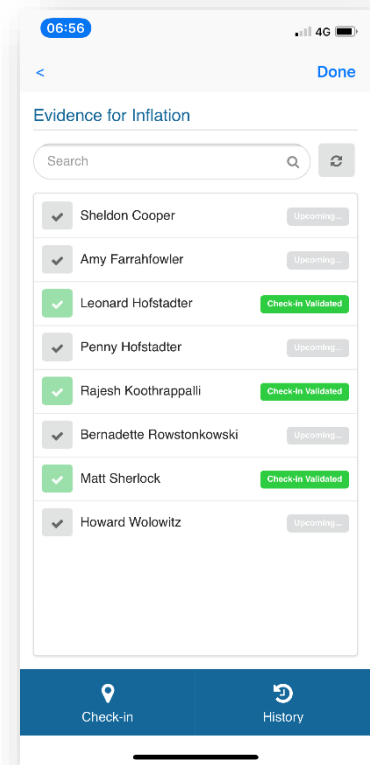 06:56 4G
< Done
Evidence for Inflation
Search
Sheldon Cooper Upcoming...
Amy Farrahfowler Upcoming...
Leonard Hofstadter Check-in Validated
Penny Hofstadter Upcoming...
Rajesh Koothrappalli Check-in Validated
Bernadette Rowstonkowski Upcoming...
Matt Sherlock Check-in Validated
Howard Wolowitz Upcoming...
Check-in History